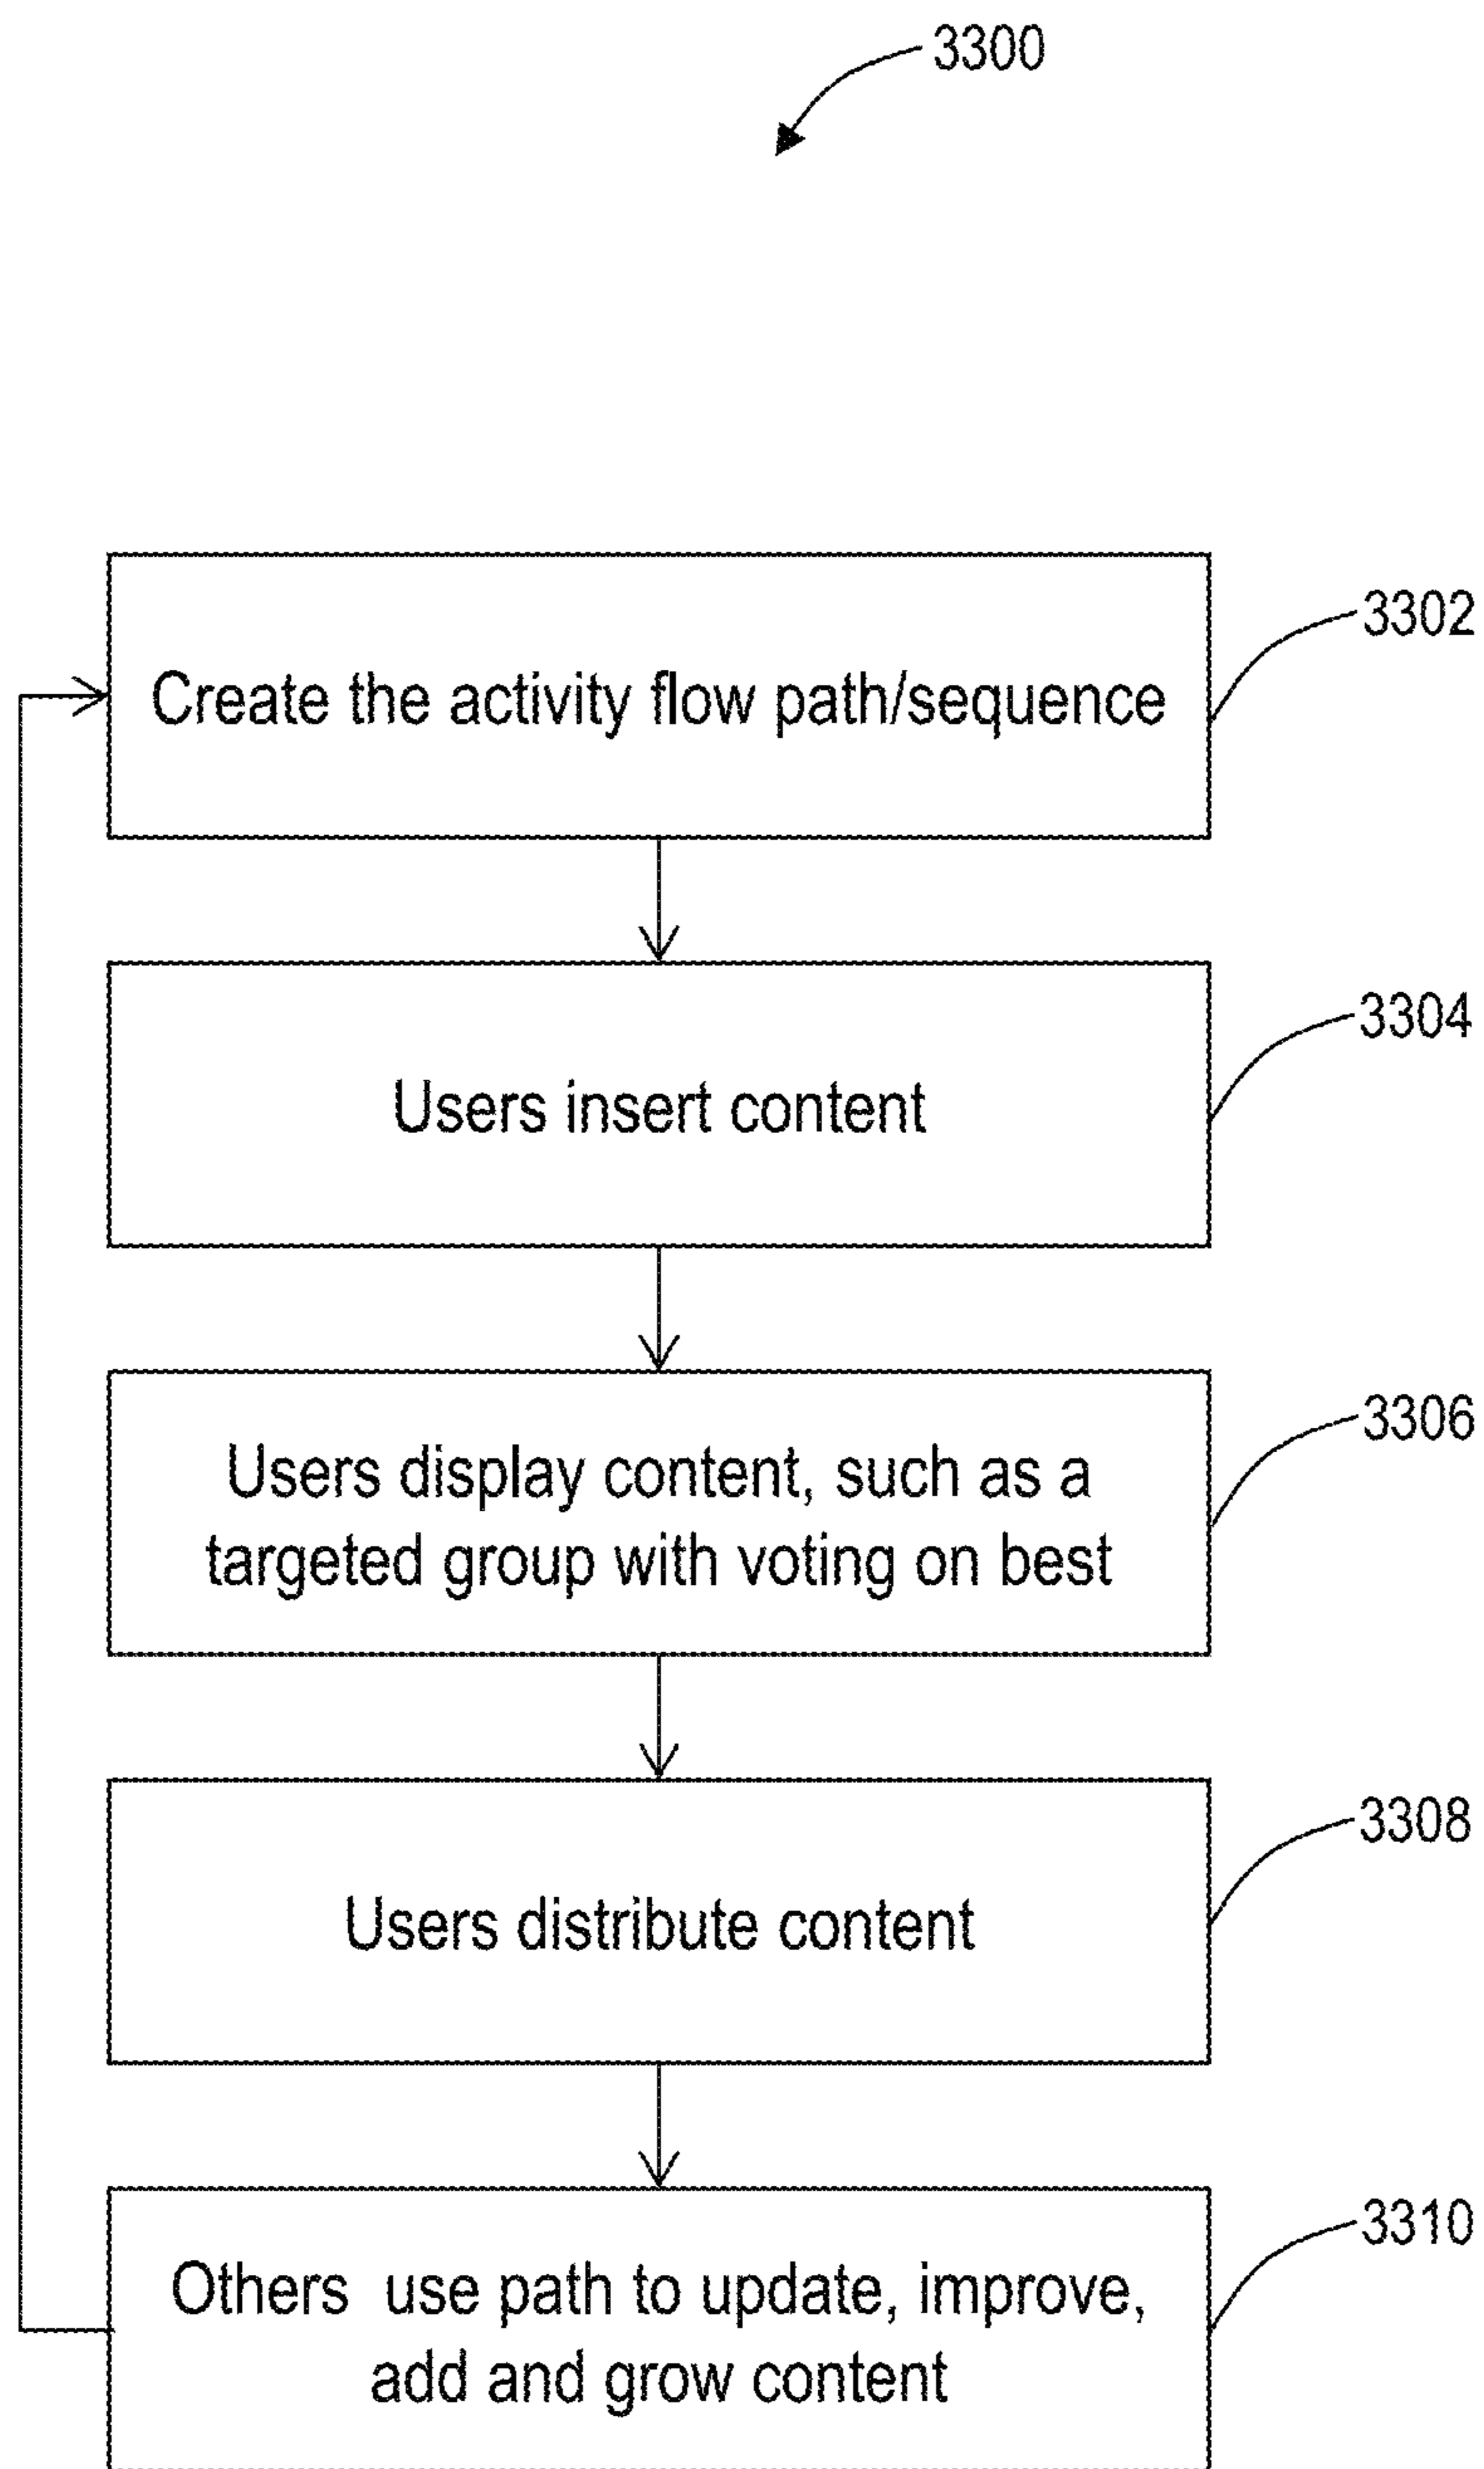 3300
3302
Create the activity flow path/sequence
3304
Users insert content
3306
Users display content, such as a
targeted group with voting on best
3308
Users distribute content
3310
Others use path to update, improve,
add and grow content